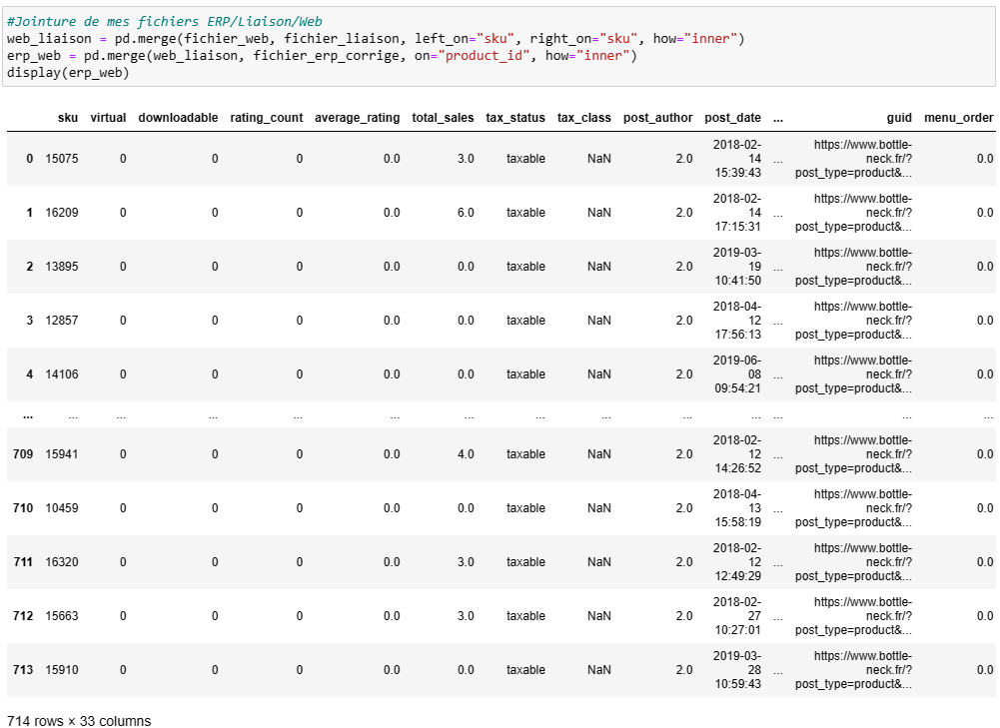 #Jointure de mes fichiers ERP/Liaison/Web
web_liaison = pd.merge(fichier_web, fichier_liaison, left_on="sku", right_on="sku", how="inner")
erp_web = pd.merge(web_liaison, fichier_erp_corrige, on="product_id", how="inner")
display(erp_web)
sku virtual downloadable rating_count average_rating total_sales tax_status tax_class post_author post_date ... guid menu_order
0 15075 0 0 0 0.0 3.0 taxable NaN 2.0 2018-02-14 15:39:43 ... https://www.bottle-neck.fr/?post_type=product&... 0.0
1 16209 0 0 0 0.0 6.0 taxable NaN 2.0 2018-02-14 17:15:31 ... https://www.bottle-neck.fr/?post_type=product&... 0.0
2 13895 0 0 0 0.0 0.0 taxable NaN 2.0 2019-03-19 10:41:50 ... https://www.bottle-neck.fr/?post_type=product&... 0.0
3 12857 0 0 0 0.0 0.0 taxable NaN 2.0 2018-04-12 17:56:13 ... https://www.bottle-neck.fr/?post_type=product&... 0.0
4 14106 0 0 0 0.0 0.0 taxable NaN 2.0 2019-06-08 09:54:21 ... https://www.bottle-neck.fr/?post_type=product&... 0.0
... ... ... ... ... ... ... ... ... ... ... ... ... ...
709 15941 0 0 0 0.0 4.0 taxable NaN 2.0 2018-02-12 14:26:52 ... https://www.bottle-neck.fr/?post_type=product&... 0.0
710 10459 0 0 0 0.0 0.0 taxable NaN 2.0 2018-04-13 15:58:19 ... https://www.bottle-neck.fr/?post_type=product&... 0.0
711 16320 0 0 0 0.0 3.0 taxable NaN 2.0 2018-02-12 12:49:29 ... https://www.bottle-neck.fr/?post_type=product&... 0.0
712 15663 0 0 0 0.0 3.0 taxable NaN 2.0 2018-02-27 10:27:01 ... https://www.bottle-neck.fr/?post_type=product&... 0.0
713 15910 0 0 0 0.0 0.0 taxable NaN 2.0 2019-03-28 10:59:43 ... https://www.bottle-neck.fr/?post_type=product&... 0.0
714 rows × 33 columns